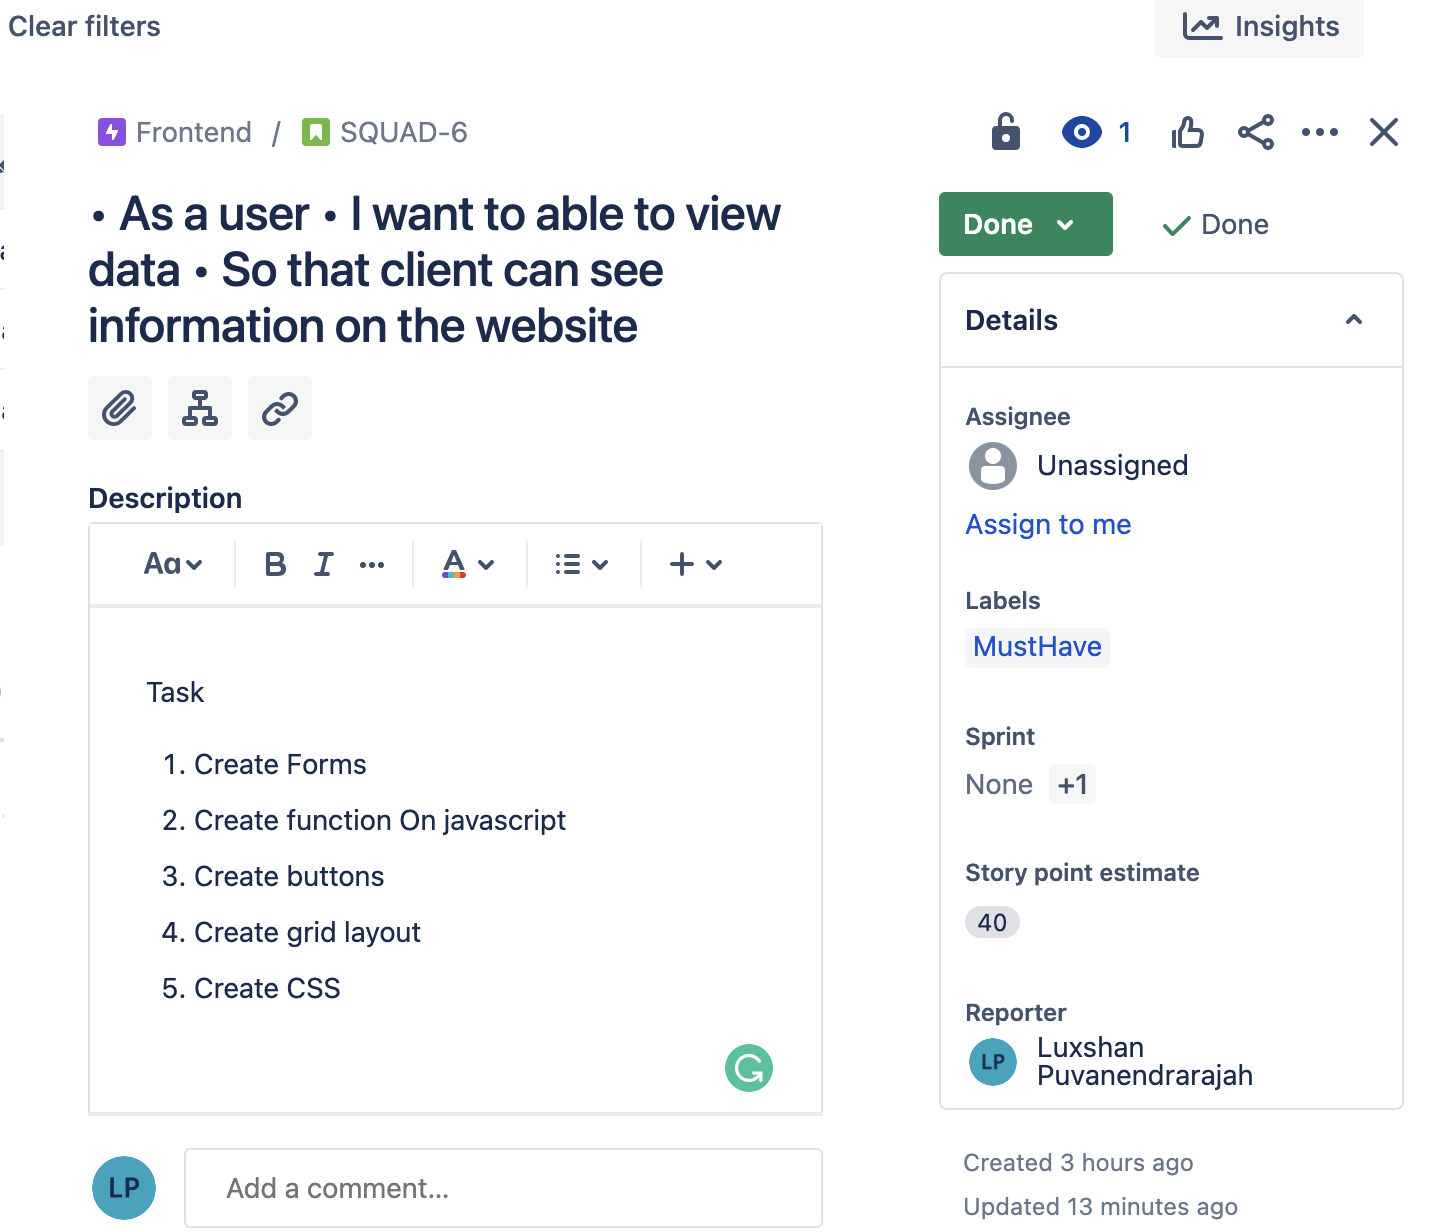 Clear filters
Insights
Frontend / SQUAD-6
1
• As a user • I want to able to view
data • So that client can see
information on the website
Done
Done
Details
Assignee
Unassigned
Assign to me
Labels
MustHave
Sprint
None +1
Story point estimate
40
Reporter
LP
Luxshan
Puvanendrarajah
Created 3 hours ago
Updated 13 minutes ago
Description
Aa B I ... A +
Task
1. Create Forms
2. Create function On javascript
3. Create buttons
4. Create grid layout
5. Create CSS
G
LP
Add a comment...